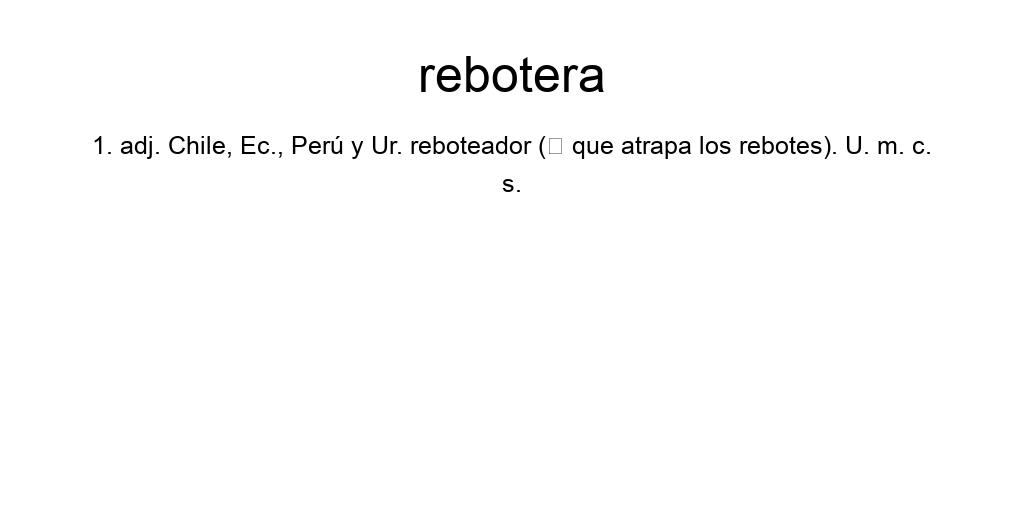 rebotera
1. adj. Chile, Ec., Perú y Ur. reboteador (□ que atrapa los rebotes). U. m. c.
s.